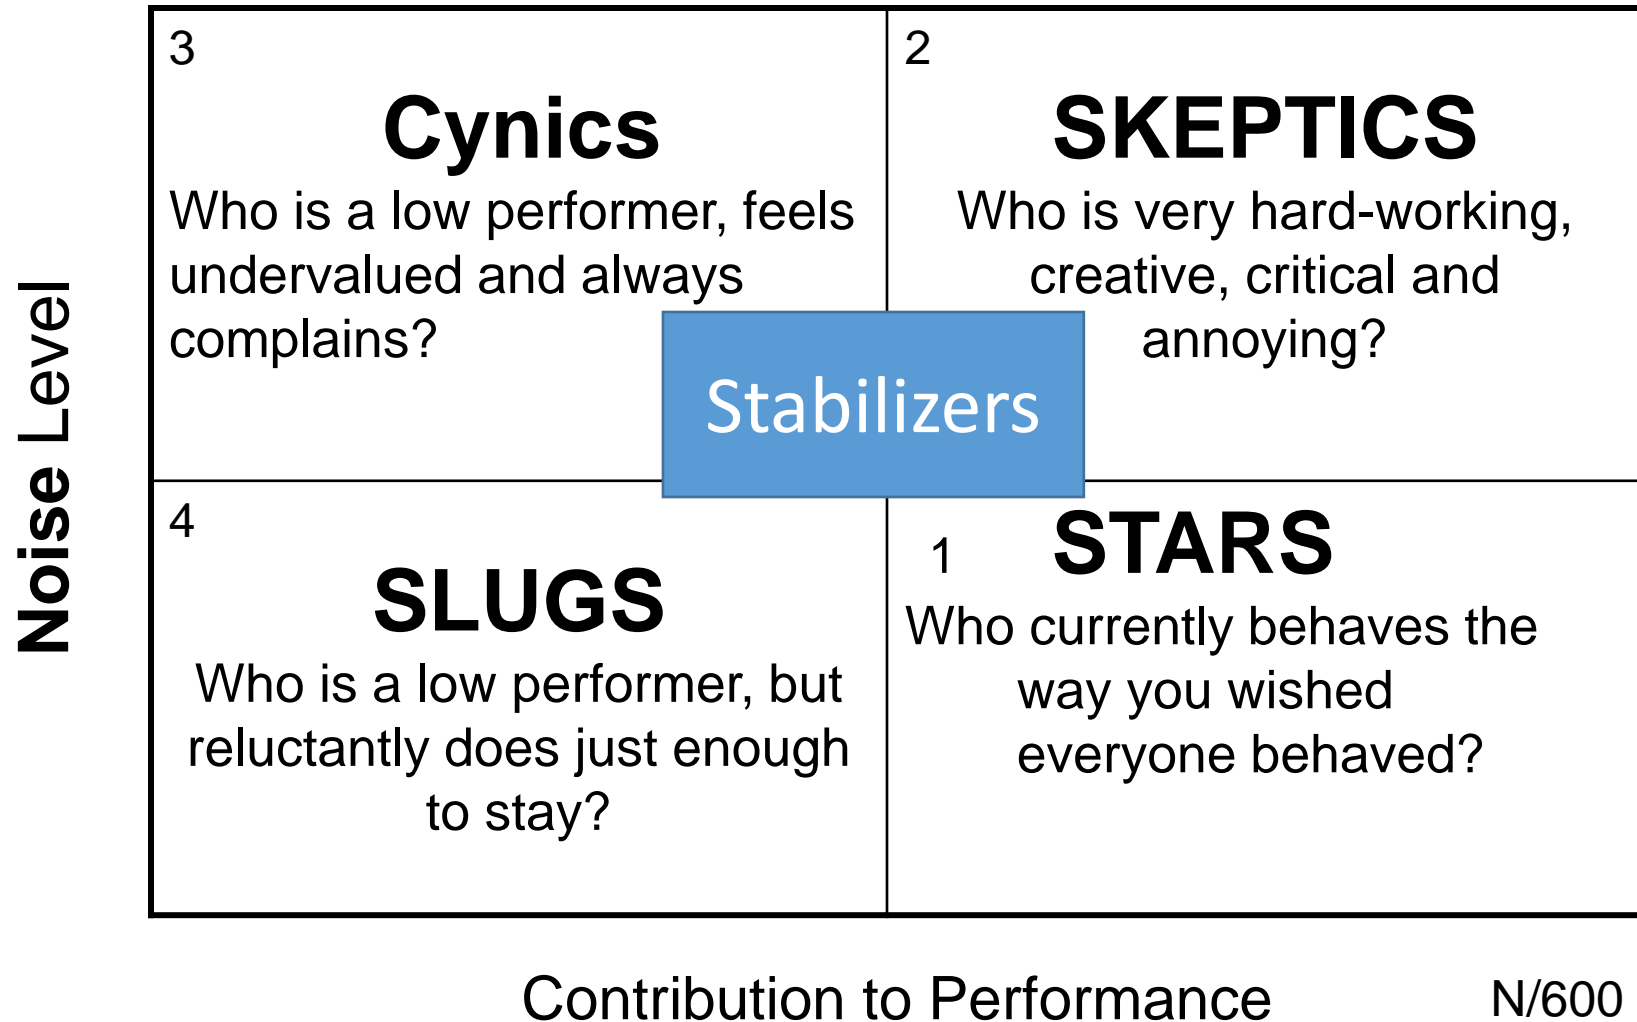 Noise Level
3
Cynics
Who is a low performer, feels
undervalued and always
complains?
2
SKEPTICS
Who is very hard-working,
creative, critical and
annoying?
Stabilizers
4
SLUGS
Who is a low performer, but
reluctantly does just enough
to stay?
1 STARS
Who currently behaves the
way you wished
everyone behaved?
Contribution to Performance
N/600